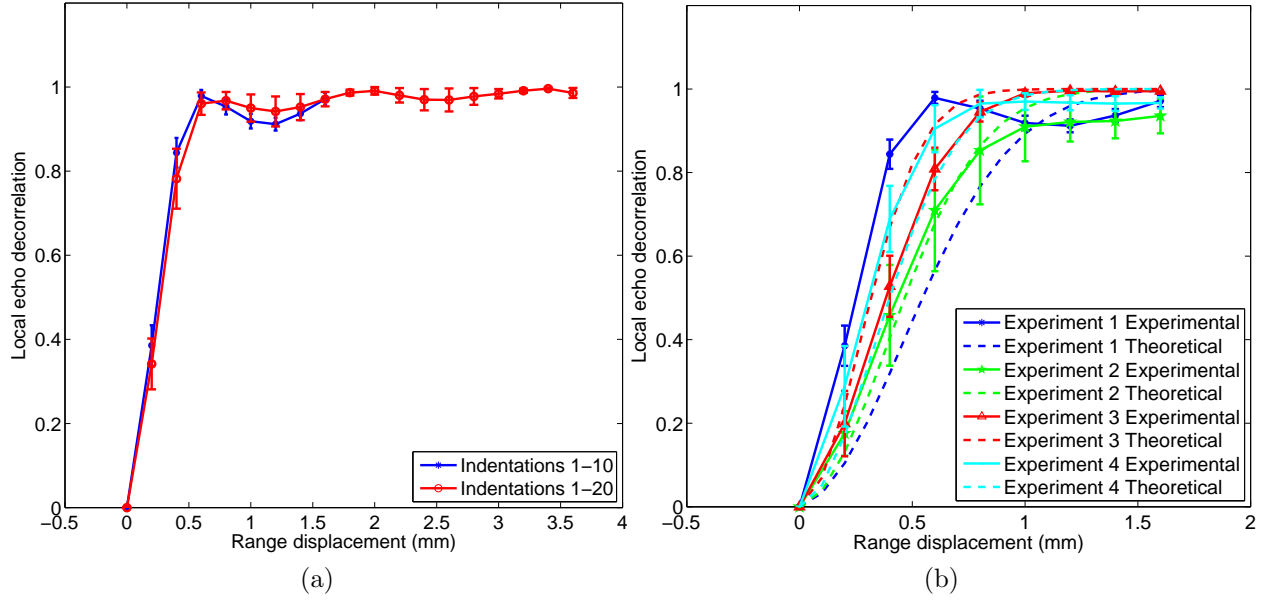 Local echo decorrelation
1
0.8
0.6
0.4
0.2
0
−0.5 0 0.5 1 1.5 2 2.5 3 3.5 4
Range displacement (mm)
Indentations 1−10
Indentations 1−20
(a)
Local echo decorrelation
1
0.8
0.6
0.4
0.2
0
−0.5 0 0.5 1 1.5 2
Range displacement (mm)
Experiment 1 Experimental
Experiment 1 Theoretical
Experiment 2 Experimental
Experiment 2 Theoretical
Experiment 3 Experimental
Experiment 3 Theoretical
Experiment 4 Experimental
Experiment 4 Theoretical
(b)